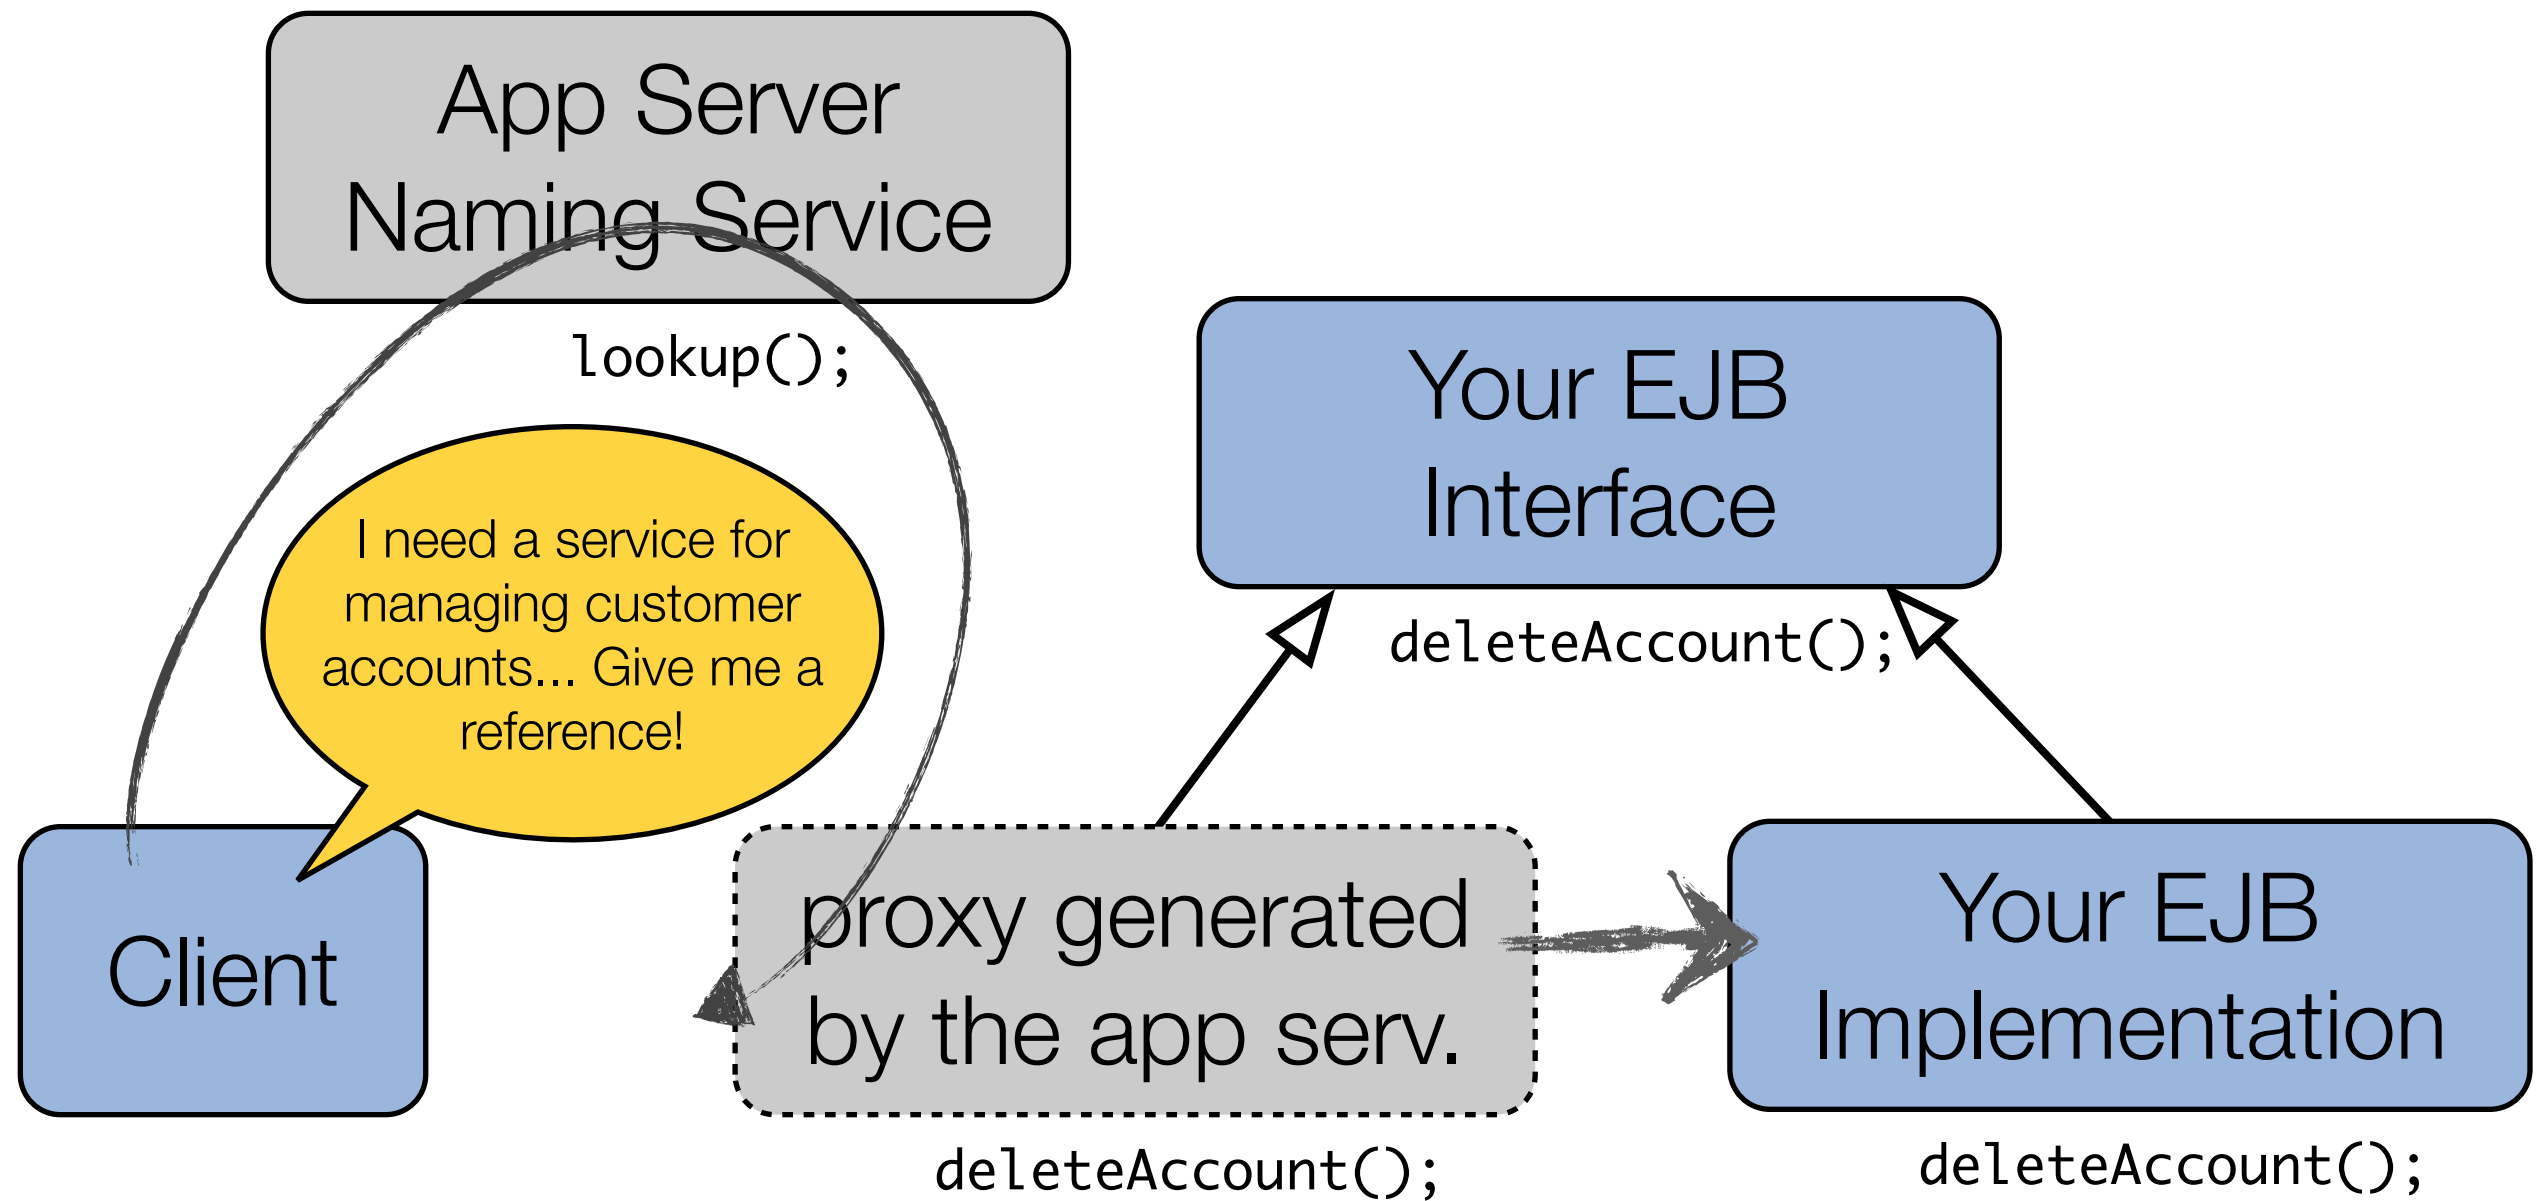 App Server
Naming Service
lookup();
Your EJB
Interface
deleteAccount();
I need a service for
managing customer
accounts... Give me a
reference!
Client
proxy generated
by the app serv.
deleteAccount();
Your EJB
Implementation
deleteAccount();